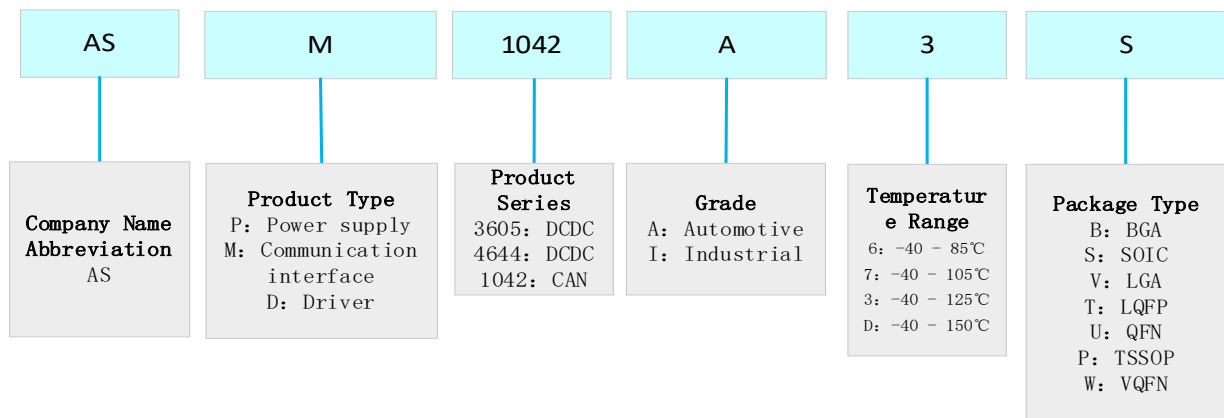 AS
M
1042
A
3
S
Company Name
Abbreviation
AS
Product Type
P: Power supply
M: Communication
interface
D: Driver
Product
Series
3605: DCDC
4644: DCDC
1042: CAN
Grade
A: Automotive
I: Industrial
Temperatur
e Range
6: -40 - 85℃
7: -40 - 105℃
3: -40 - 125℃
D: -40 - 150℃
Package Type
B: BGA
S: SOIC
V: LGA
T: LQFP
U: QFN
P: TSSOP
W: VQFN